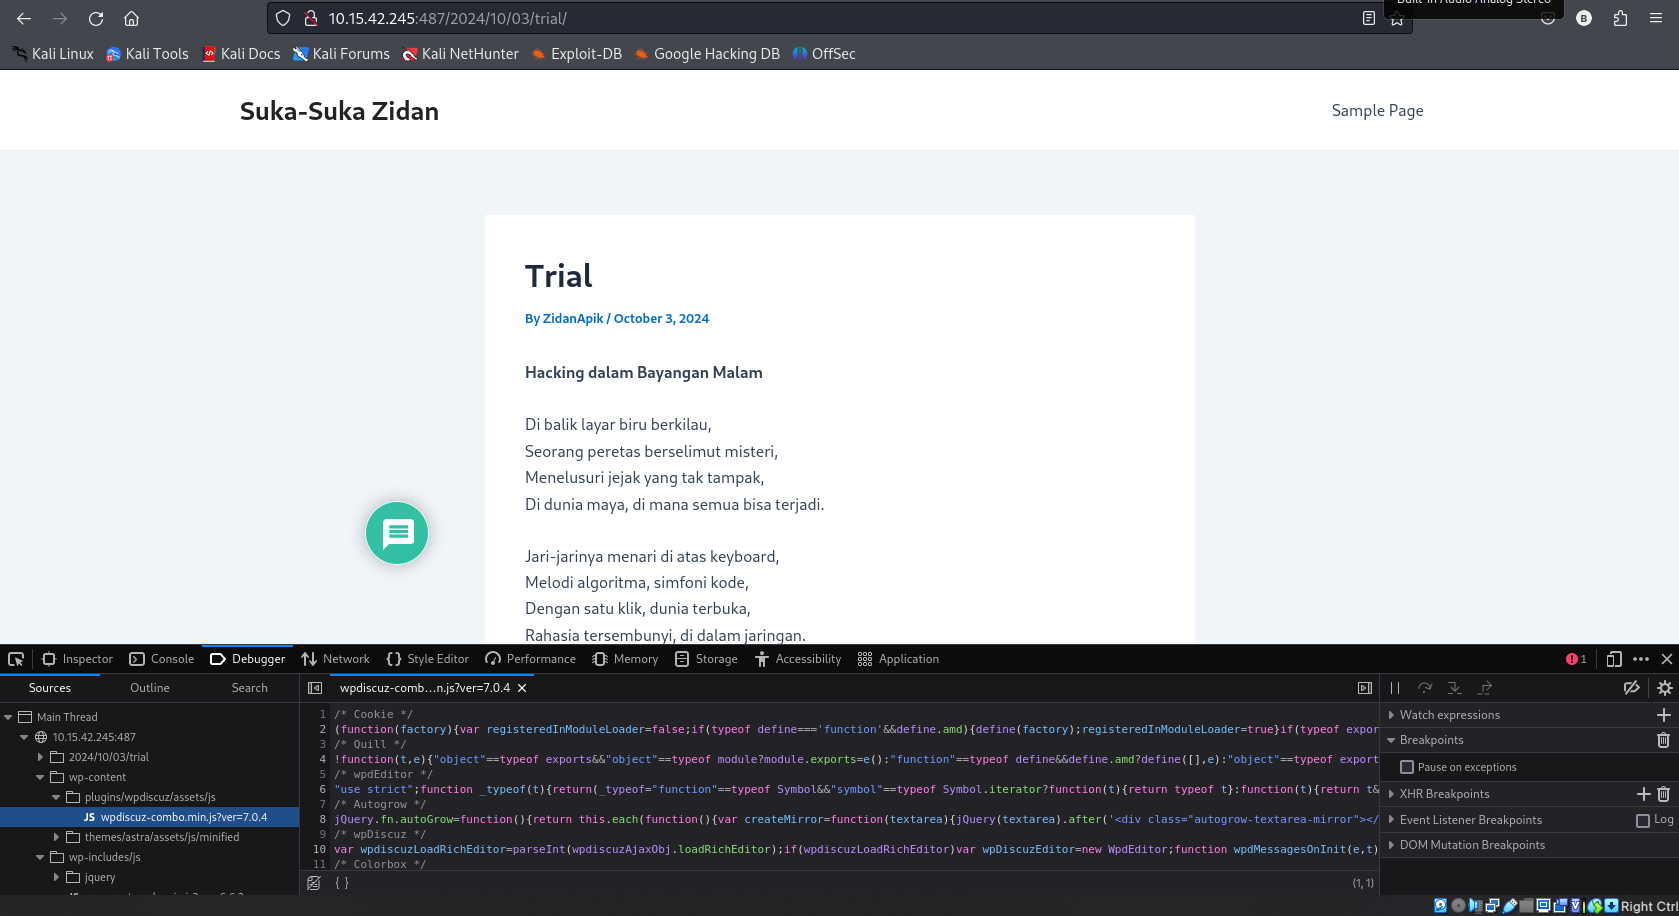 Built-in Audio Analog Stereo
10.15.42.245:487/2024/10/03/trial/
B
Kali Linux Kali Tools Kali Docs Kali Forums Kali NetHunter Exploit-DB Google Hacking DB OffSec
Suka-Suka Zidan
Sample Page
Trial
By ZidanApik / October 3, 2024
Hacking dalam Bayangan Malam
Di balik layar biru berkilau,
Seorang peretas berselimut misteri,
Menelusuri jejak yang tak tampak,
Di dunia maya, di mana semua bisa terjadi.
Jari-jarinya menari di atas keyboard,
Melodi algoritma, simfoni kode,
Dengan satu klik, dunia terbuka,
Rahasia tersembunyi, di dalam jaringan.
Inspector Console Debugger Network Style Editor Performance Memory Storage Accessibility Application 1
Sources Outline Search
Main Thread
10.15.42.245:487
2024/10/03/trial
wp-content
plugins/wpdiscuz/assets/js
JS wpdiscuz-combo.min.js?ver=7.0.4
themes/astra/assets/js/minified
wp-includes/js
jquery
wpdiscuz-comb…n.js?ver=7.0.4
1 /* Cookie */
2 (function(factory){var registeredInModuleLoader=false;if(typeof define==='function'&&define.amd){define(factory);registeredInModuleLoader=true}if(typeof expor
3 /* Quill */
4 !function(t,e){"object"==typeof exports&&"object"==typeof module?module.exports=e():"function"==typeof define&&define.amd?define([],e):"object"==typeof export
5 /* wpdEditor */
6 "use strict";function _typeof(t){return(_typeof="function"==typeof Symbol&&"symbol"==typeof Symbol.iterator?function(t){return typeof t}:function(t){return t&
7 /* Autogrow */
8 jQuery.fn.autoGrow=function(){return this.each(function(){var createMirror=function(textarea){jQuery(textarea).after('<div class="autogrow-textarea-mirror"></
9 /* wpDiscuz */
10 var wpdiscuzLoadRichEditor=parseInt(wpdiscuzAjaxObj.loadRichEditor);if(wpdiscuzLoadRichEditor)var wpDiscuzEditor=new WpdEditor;function wpdMessagesOnInit(e,t)
11 /* Colorbox */
{ }
(1, 1)
Watch expressions
Breakpoints
Pause on exceptions
XHR Breakpoints
Event Listener Breakpoints Log
DOM Mutation Breakpoints
Right Ctrl